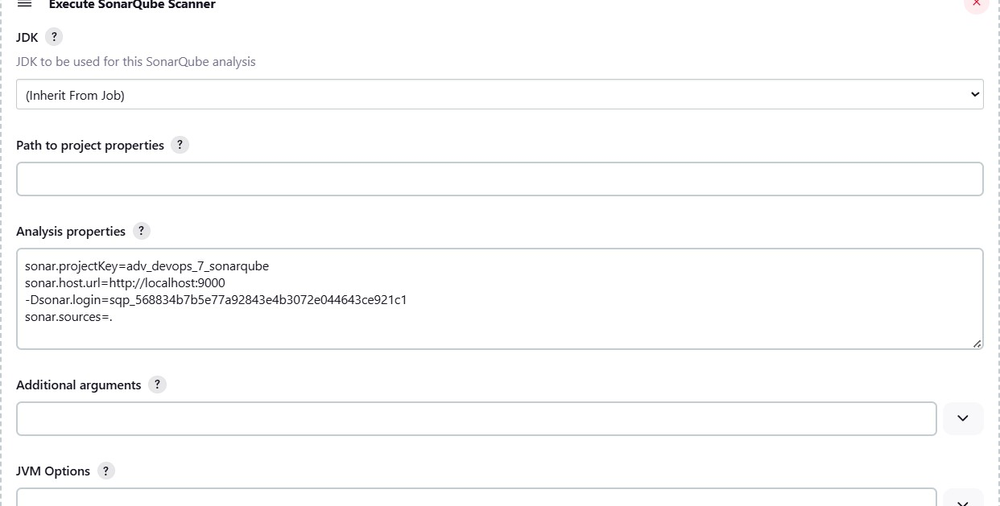 Execute SonarQube Scanner
JDK ?
JDK to be used for this SonarQube analysis
(Inherit From Job)
Path to project properties ?
Analysis properties ?
sonar.projectKey=adv_devops_7_sonarqube
sonar.host.url=http://localhost:9000
-Dsonar.login=sqp_568834b7b5e77a92843e4b3072e044643ce921c1
sonar.sources=.
Additional arguments ?
JVM Options ?